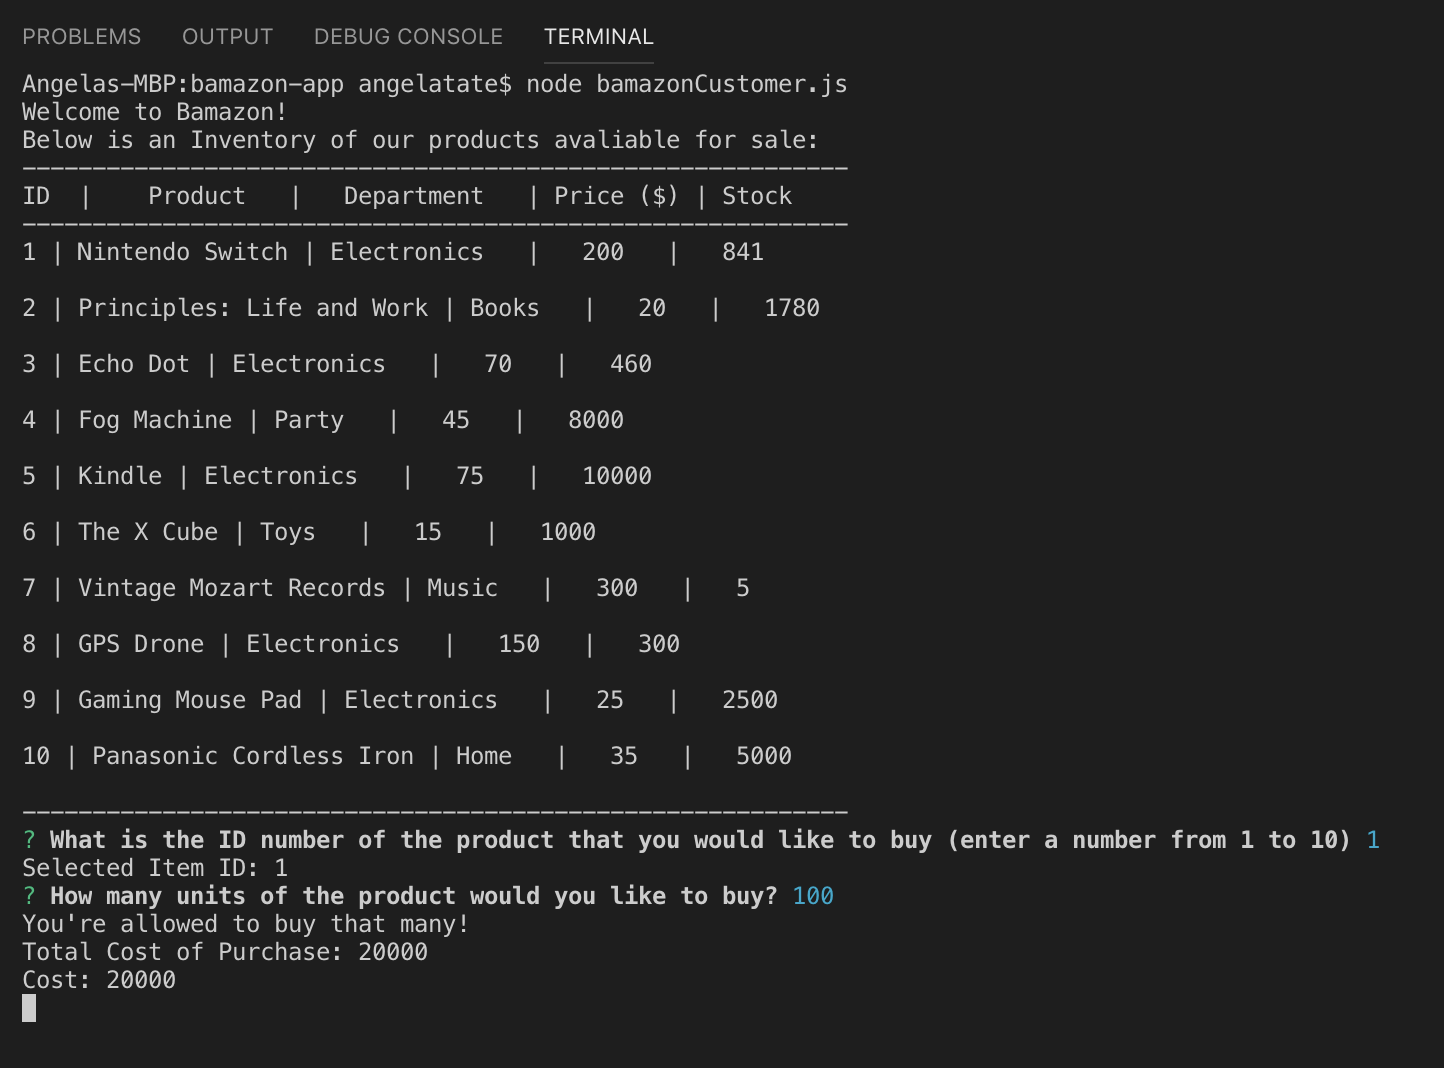 PROBLEMS OUTPUT DEBUG CONSOLE TERMINAL
Angelas-MBP:bamazon-app angelatate$ node bamazonCustomer.js
Welcome to Bamazon!
Below is an Inventory of our products avaliable for sale:
-----------------------------------------------------------
ID  |    Product   |   Department   | Price ($) | Stock
-----------------------------------------------------------
1 | Nintendo Switch | Electronics   |   200   |   841
2 | Principles: Life and Work | Books   |   20   |   1780
3 | Echo Dot | Electronics   |   70   |   460
4 | Fog Machine | Party   |   45   |   8000
5 | Kindle | Electronics   |   75   |   10000
6 | The X Cube | Toys   |   15   |   1000
7 | Vintage Mozart Records | Music   |   300   |   5
8 | GPS Drone | Electronics   |   150   |   300
9 | Gaming Mouse Pad | Electronics   |   25   |   2500
10 | Panasonic Cordless Iron | Home   |   35   |   5000
-----------------------------------------------------------
? What is the ID number of the product that you would like to buy (enter a number from 1 to 10) 1
Selected Item ID: 1
? How many units of the product would you like to buy? 100
You're allowed to buy that many!
Total Cost of Purchase: 20000
Cost: 20000